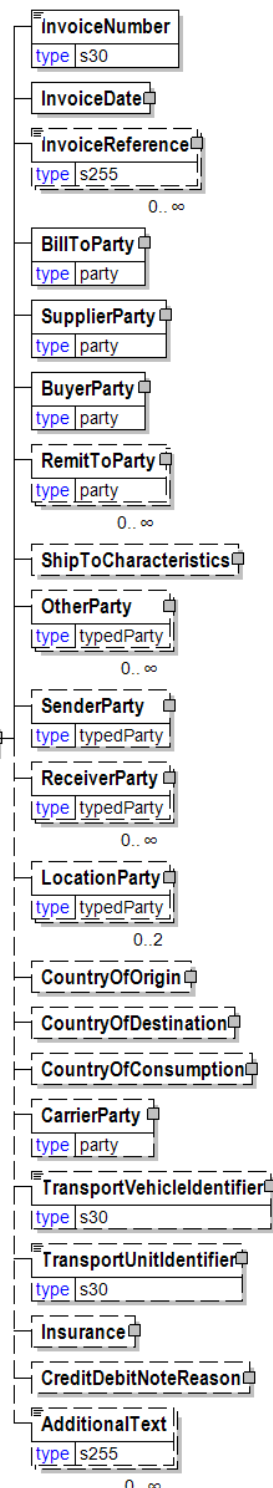 InvoiceNumber
type s30
InvoiceDate
InvoiceReference
type s255
0.. ∞
BillToParty
type party
SupplierParty
type party
BuyerParty
type party
RemitToParty
type party
0.. ∞
ShipToCharacteristics
OtherParty
type typedParty
0.. ∞
SenderParty
type typedParty
ReceiverParty
type typedParty
0.. ∞
LocationParty
type typedParty
0..2
CountryOfOrigin
CountryOfDestination
CountryOfConsumption
CarrierParty
type party
TransportVehicleIdentifier
type s30
TransportUnitIdentifier
type s30
Insurance
CreditDebitNoteReason
AdditionalText
type s255
0.. ∞